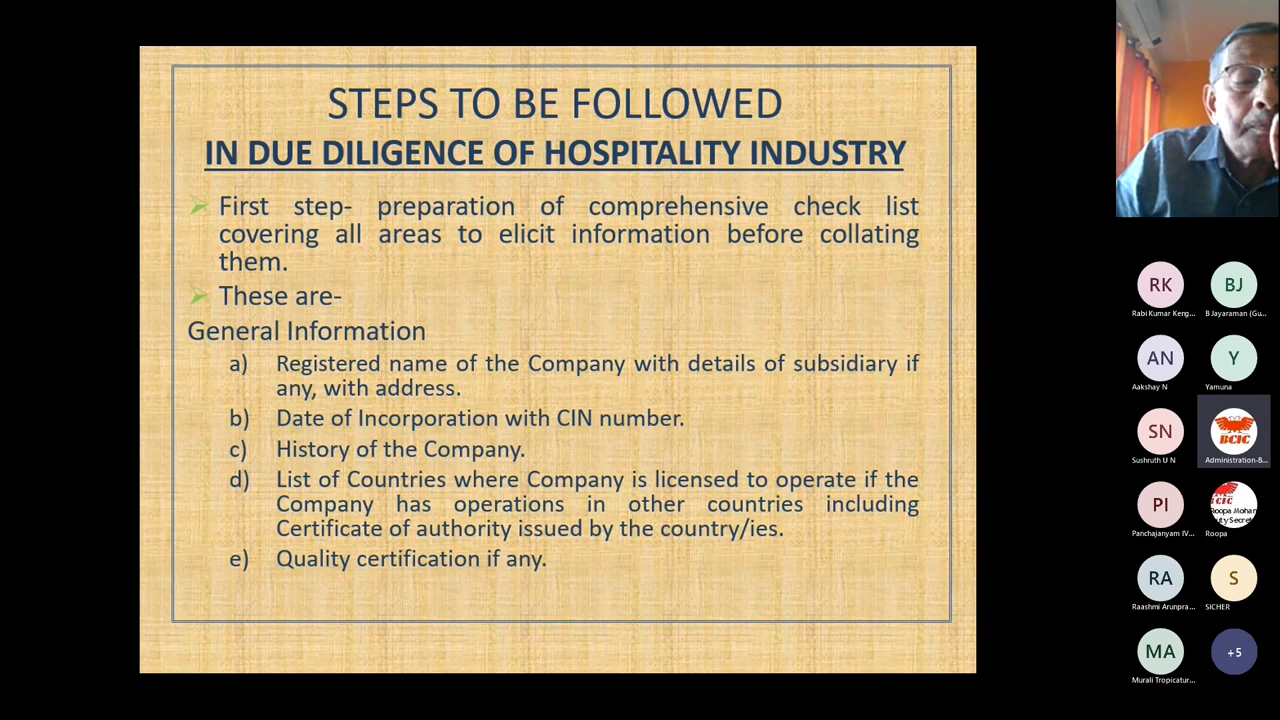 STEPS TO BE FOLLOWED
IN DUE DILIGENCE OF HOSPITALITY INDUSTRY
First step- preparation of comprehensive check list
covering all areas to elicit information before collating
them.
These are-
General Information
a) Registered name of the Company with details of subsidiary if
any, with address.
b) Date of Incorporation with CIN number.
c) History of the Company.
d) List of Countries where Company is licensed to operate if the
Company has operations in other countries including
Certificate of authority issued by the country/ies.
e) Quality certification if any.
RK BJ
Rabi Kumar Keng... B Jayaraman (Gu...
AN Y
Aakshay N Yamuna
SN BCIC
Sushruth U N Administration-B...
PI BCIC
Roopa Mohan
Panchajanyam IV... Roopa
RA S
Raashmi Arunpra... SICHER
MA +5
Murali Tropicatur...